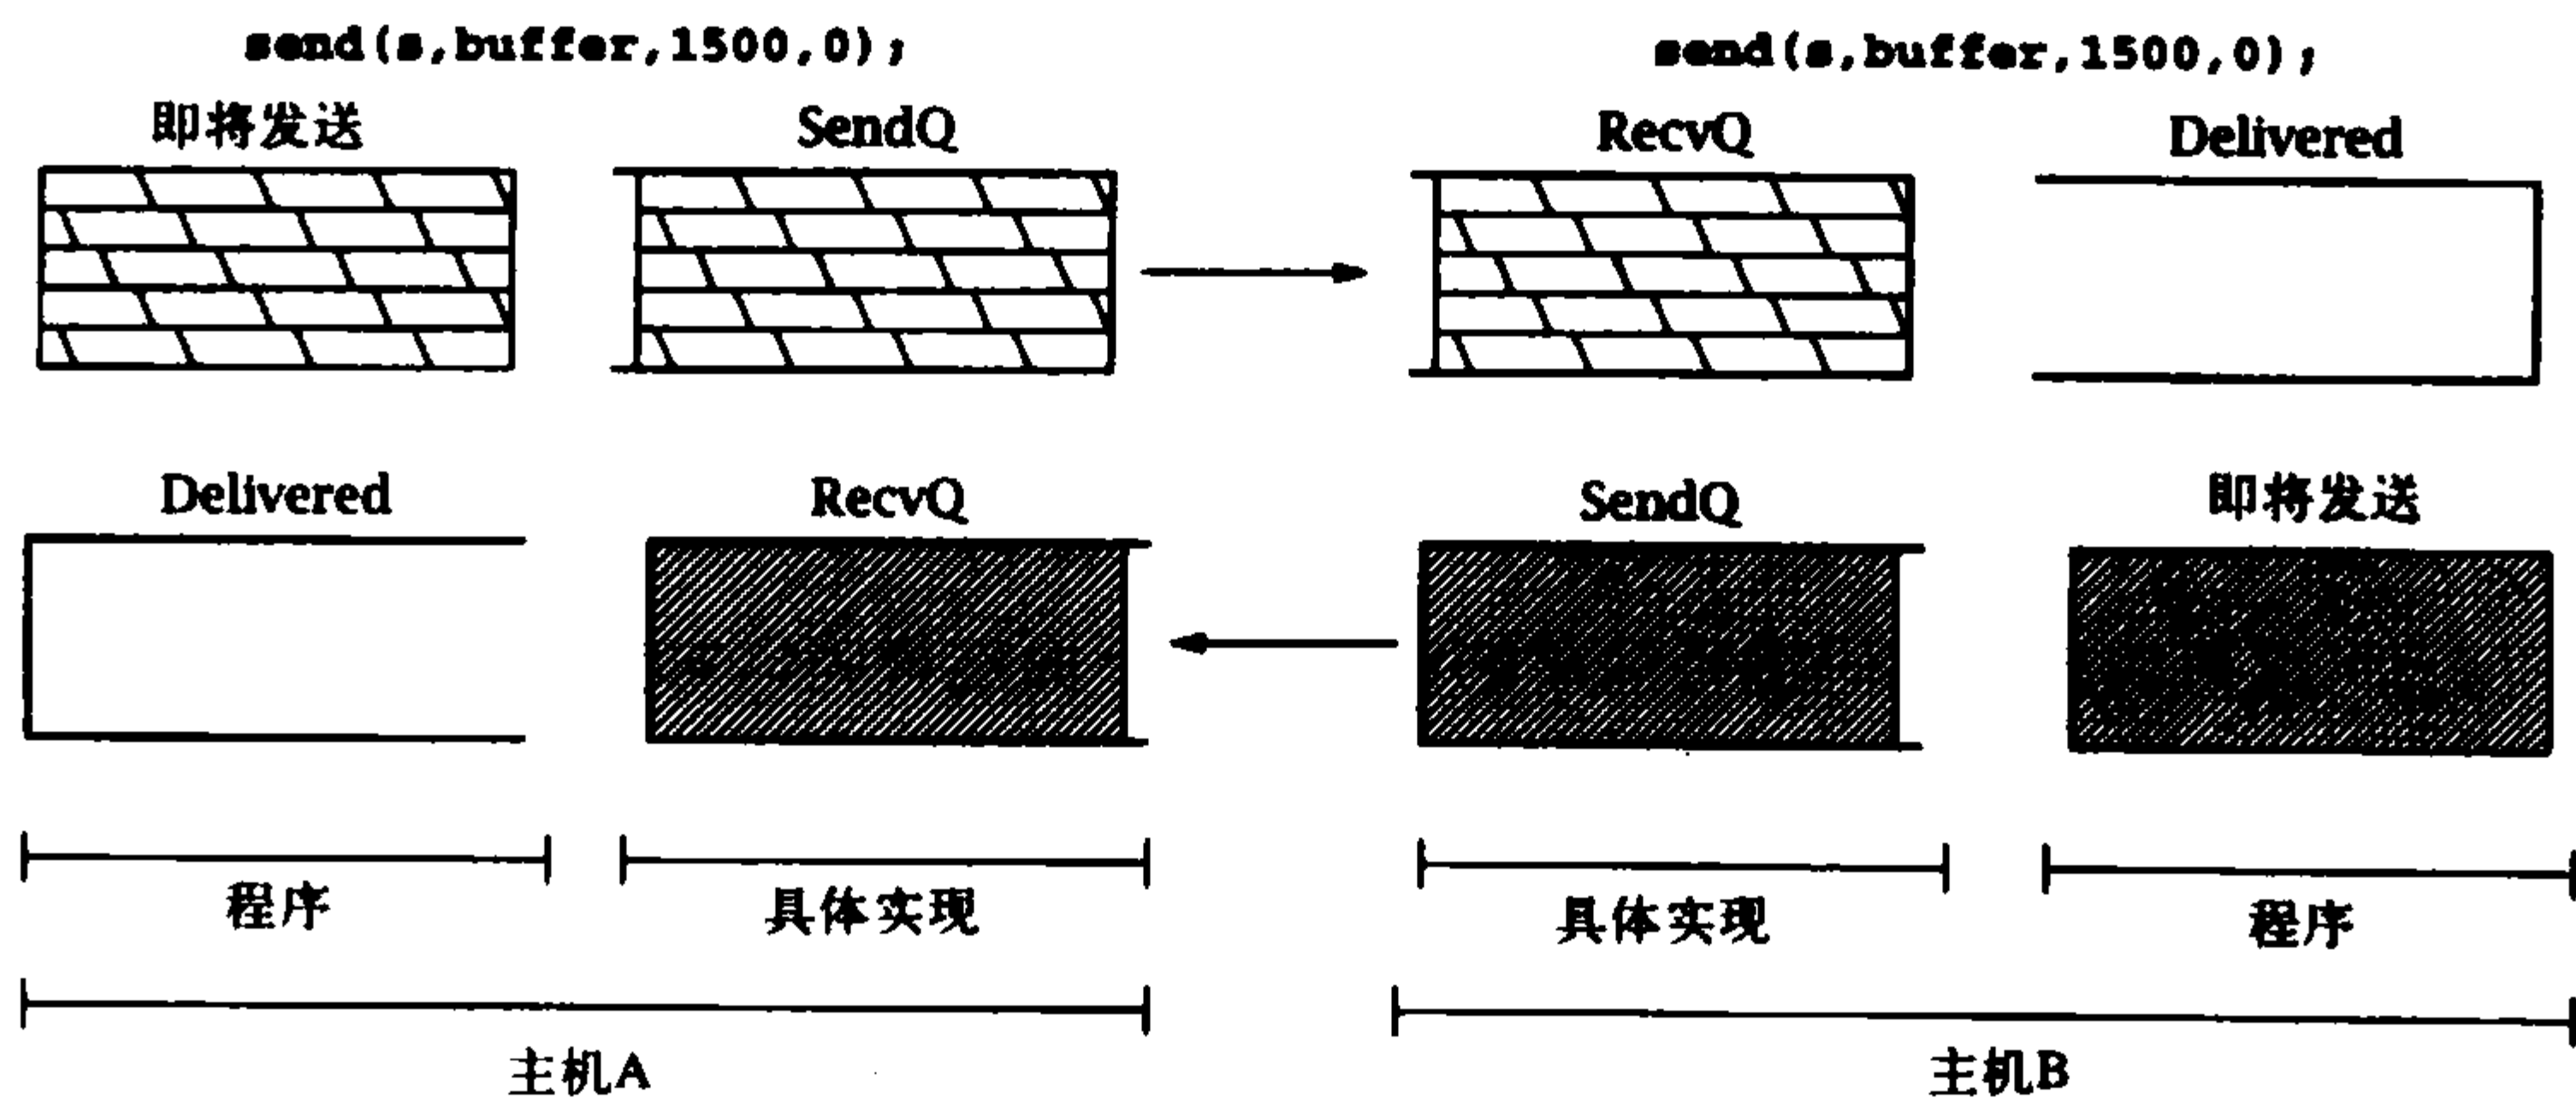 send(s,buffer,1500,0);
send(s,buffer,1500,0);
即将发送
SendQ
RecvQ
Delivered
Delivered
RecvQ
SendQ
即将发送
程序
具体实现
具体实现
程序
主机A
主机B